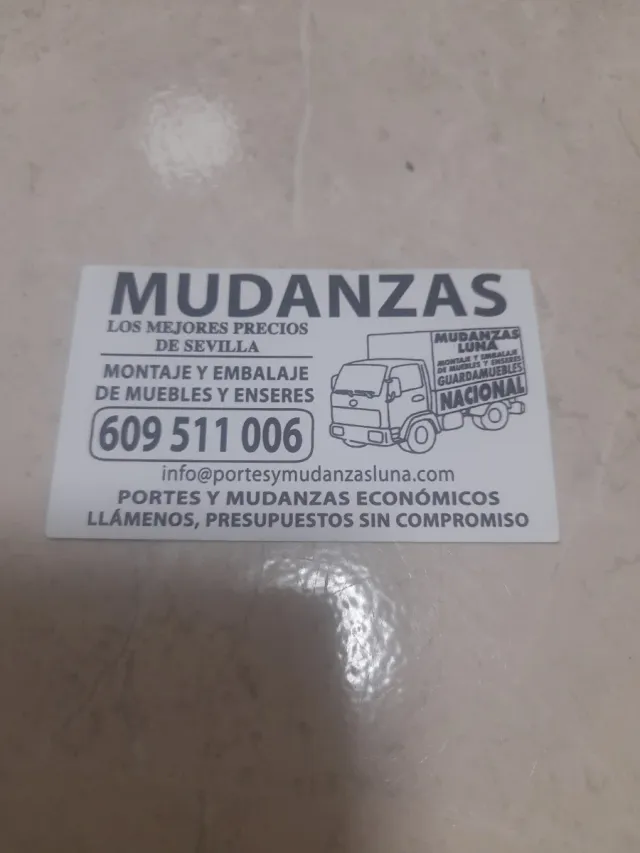 MUDANZAS
LOS MEJORES PRECIOS
DE SEVILLA
MONTAJE Y EMBALAJE
DE MUEBLES Y ENSERES
609 511 006
MUDANZAS
LUNA
MONTAJE Y EMBALAJE
DE MUEBLES Y ENSERES
GUARDAMUEBLES
NACIONAL
info@portesymudanzasluna.com
PORTES Y MUDANZAS ECONÓMICOS
LLÁMENOS, PRESUPUESTOS SIN COMPROMISO